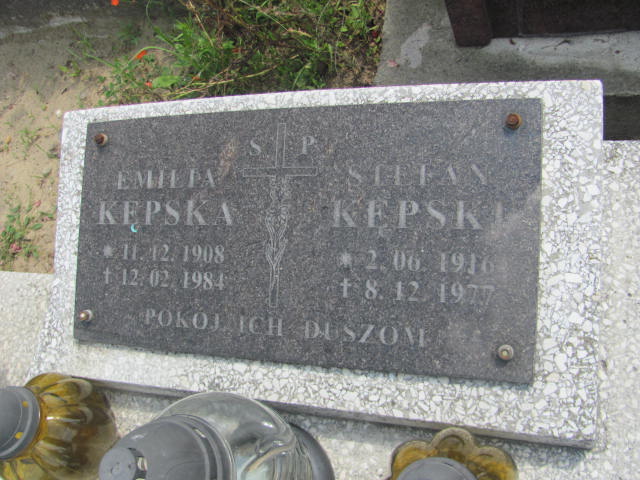 Ś P
EMILIA
KĘPSKA
* 11. 12. 1908
† 12. 02. 1984
STEFAN
KĘPSKI
* 2. 06. 1916
† 8. 12. 1977
POKÓJ ICH DUSZOM